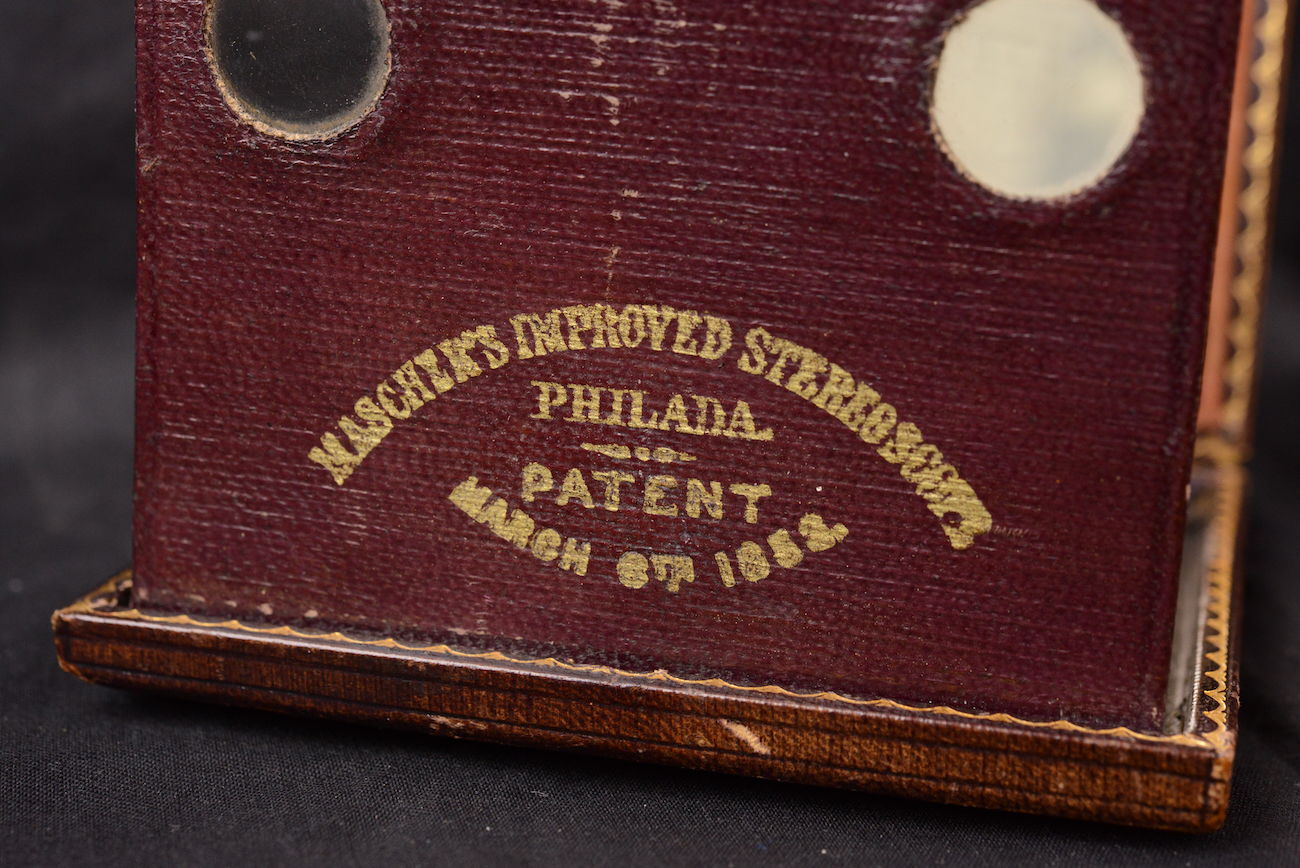 MASCHER'S IMPROVED STEREOSCOPE
PHILADA.
PATENT
MARCH 8TH 1853.